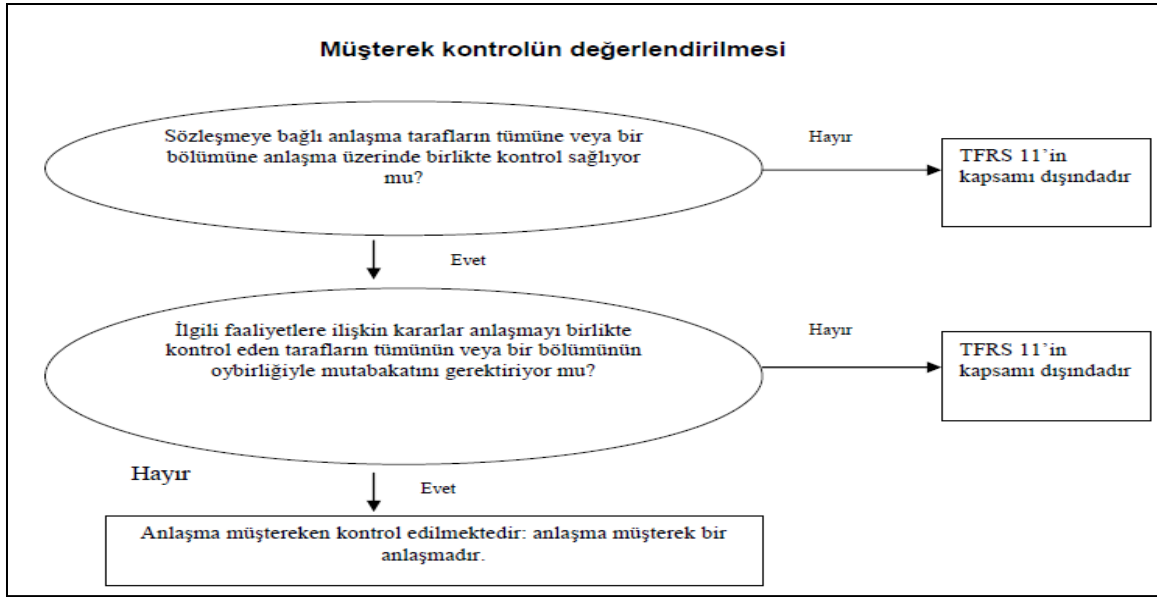 Müşterek kontrolün değerlendirilmesi
Sözleşmeye bağlı anlaşma tarafların tümüne veya bir
bölümüne anlaşma üzerinde birlikte kontrol sağlıyor
mu?
Hayır
TFRS 11’in
kapsamı dışındadır
Evet
İlgili faaliyetlere ilişkin kararlar anlaşmayı birlikte
kontrol eden tarafların tümünün veya bir bölümünün
oybirliğiyle mutabakatını gerektiriyor mu?
Hayır
TFRS 11’in
kapsamı dışındadır
Hayır
Evet
Anlaşma müştereken kontrol edilmektedir: anlaşma müşterek bir
anlaşmadır.